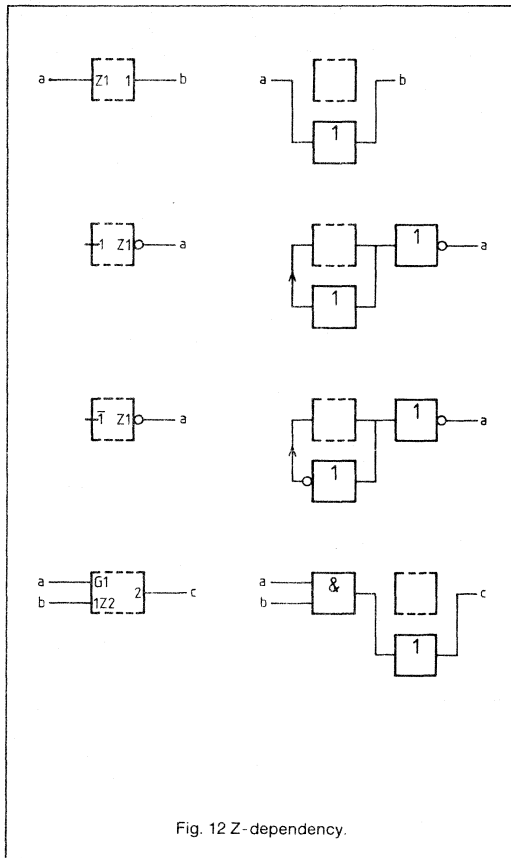 a Z1 1 b
a b
1
1 Z1 a
1 a
1
1̅ Z1 a
1 a
1
a G1 2 c
b 1Z2
a & c
b
1
Fig. 12 Z-dependency.